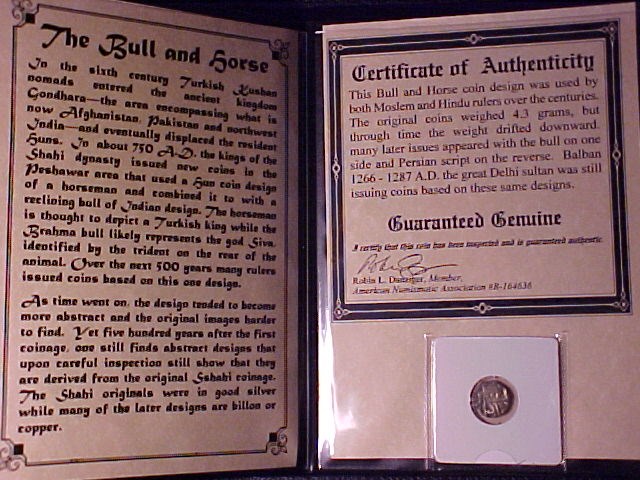 The Bull and Horse
In the sixth century Turkish Kushan
nomads entered the ancient kingdom
Gondhara—the area encompassing what is
now Afghanistan, Pakistan and northwest
India—and eventually displaced the resident
Huns. In about 750 A.D. the kings of the
Shahi dynasty issued new coins in the
Peshawar area that used a Hun coin design
of a horseman and combined it to with a
reclining bull of Indian design. The horseman
is thought to depict a Turkish king while the
Brahma bull likely represents the god Siva,
identified by the trident on the rear of the
animal. Over the next 500 years many rulers
issued coins based on this one design.
As time went on, the design tended to become
more abstract and the original images harder
to find. Yet five hundred years after the first
coinage, one still finds abstract designs that
upon careful inspection still show that they
are derived from the original Sshahi coinage.
The Shahi originals were in good silver
while many of the later designs are billon or
copper.
Certificate of Authenticity
This Bull and Horse coin design was used by
both Moslem and Hindu rulers over the centuries.
The original coins weighed 4.3 grams, but
through time the weight drifted downward.
many later issues appeared with the bull on one
side and Persian script on the reverse. Balban
1266 - 1287 A.D. the great Delhi sultan was still
issuing coins based on these same designs.
Guaranteed Genuine
I certify that this coin has been inspected and is guaranteed authentic.
Robin L. Danziger, Member,
American Numismatic Association #R-164636